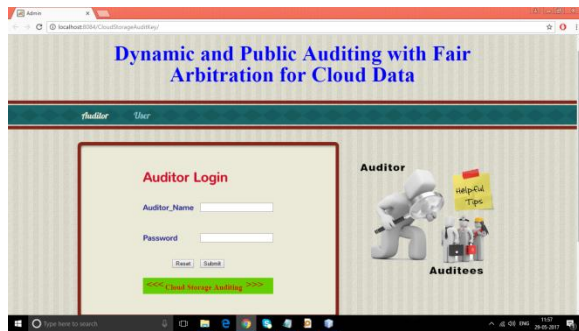 Admin
localhost:8084/CloudStorageAuditKey/
Dynamic and Public Auditing with Fair
Arbitration for Cloud Data
Auditor User
Auditor Login
Auditor_Name
Password
Reset Submit
<<< Cloud Storage Auditing >>>
Auditor
Helpful
Tips
Auditees
Type here to search
ENG
11:57
29-05-2017